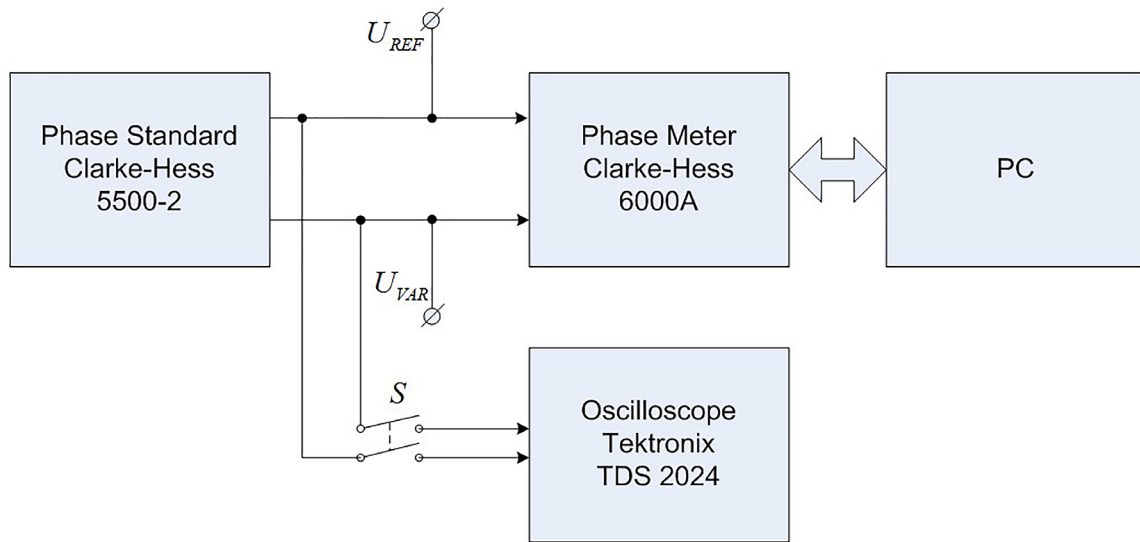 U_REF
Phase Standard
Clarke-Hess
5500-2
Phase Meter
Clarke-Hess
6000A
PC
U_VAR
S
Oscilloscope
Tektronix
TDS 2024